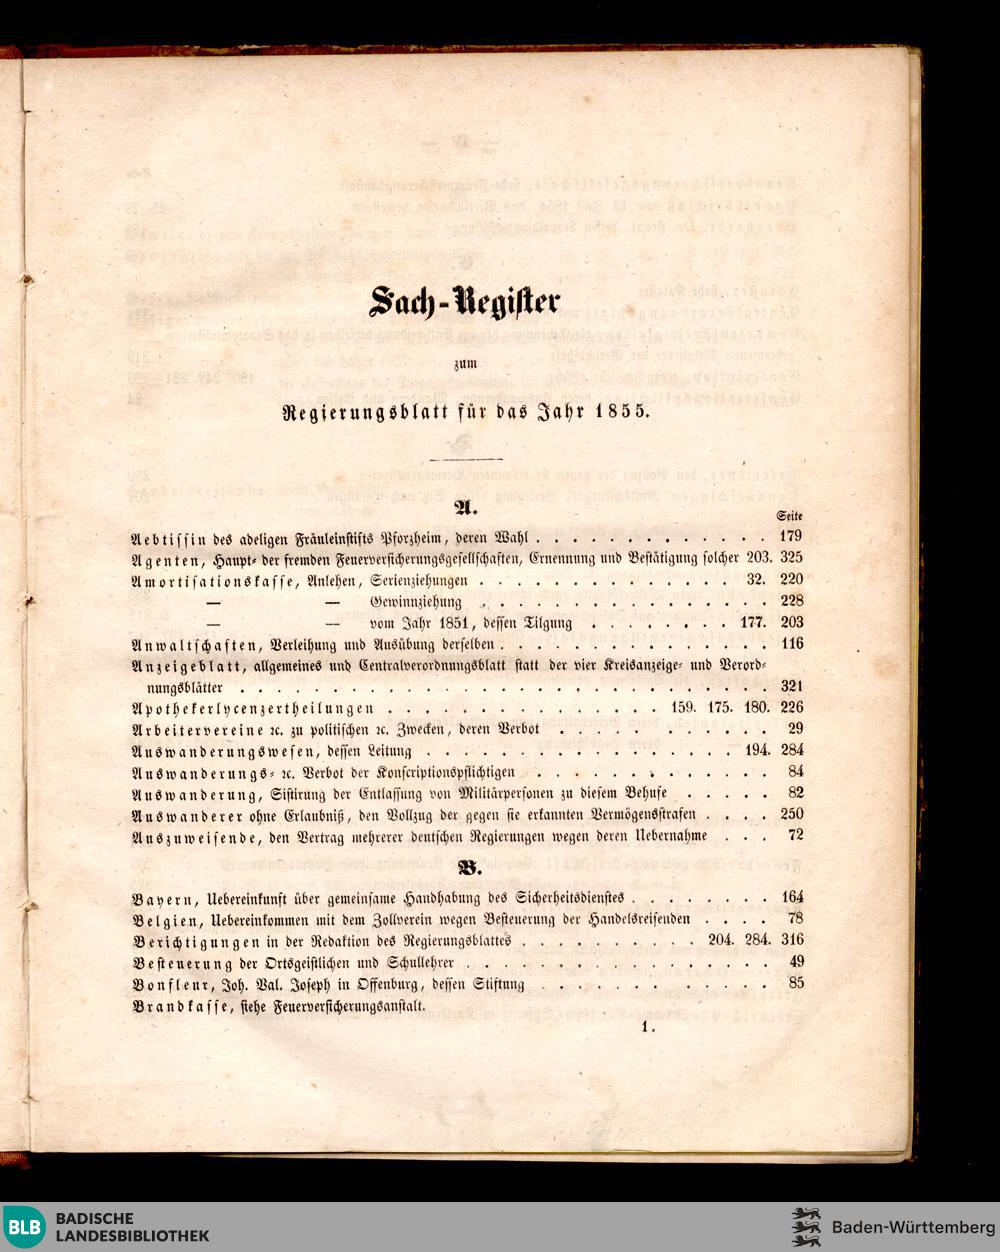 Sach-Register
zum
Regierungsblatt für das Jahr 1855.
A.
Seite
Aebtissin des adeligen Fräuleinstifts Pforzheim, deren Wahl . . . . . . . . . . . . . 179
Agenten, Haupt- der fremden Feuerversicherungsgesellschaften, Ernennung und Bestätigung solcher 203. 325
Amortisationskasse, Anlehen, Serienziehungen . . . . . . . . . . . . . . 32. 220
— — Gewinnziehung . . . . . . . . . . . . . . . . 228
— — vom Jahr 1851, dessen Tilgung . . . . . . . . 177. 203
Anwaltschaften, Verleihung und Ausübung derselben . . . . . . . . . . . . . . . 116
Anzeigeblatt, allgemeines und Centralverordnungsblatt statt der vier Kreisanzeige- und Verord-
nungsblätter . . . . . . . . . . . . . . . . . . . . . . . . . . . . . 321
Apothekerlycenzertheilungen . . . . . . . . . . . . . . . 159. 175. 180. 226
Arbeitervereine ꝛc. zu politischen ꝛc. Zwecken, deren Verbot . . . . . . . . . . . 29
Auswanderungswesen, dessen Leitung . . . . . . . . . . . . . . . . . 194. 284
Auswanderungs- ꝛc. Verbot der Konscriptionspflichtigen . . . . . . . . . . . . . 84
Auswanderung, Sistirung der Entlassung von Militärpersonen zu diesem Behufe . . . . . 82
Auswanderer ohne Erlaubniß, den Vollzug der gegen sie erkannten Vermögensstrafen . . . . 250
Auszuweisende, den Vertrag mehrerer deutschen Regierungen wegen deren Uebernahme . . . 72
B.
Bayern, Uebereinkunft über gemeinsame Handhabung des Sicherheitsdienstes . . . . . . . . 164
Belgien, Uebereinkommen mit dem Zollverein wegen Besteuerung der Handelsreisenden . . . . 78
Berichtigungen in der Redaktion des Regierungsblattes . . . . . . . . . . 204. 284. 316
Besteuerung der Ortsgeistlichen und Schullehrer . . . . . . . . . . . . . . . . . 49
Bonfleur, Joh. Val. Joseph in Offenburg, dessen Stiftung . . . . . . . . . . . . . 85
Brandkasse, siehe Feuerversicherungsanstalt.
1.
BLB BADISCHE
LANDESBIBLIOTHEK
Baden-Württemberg